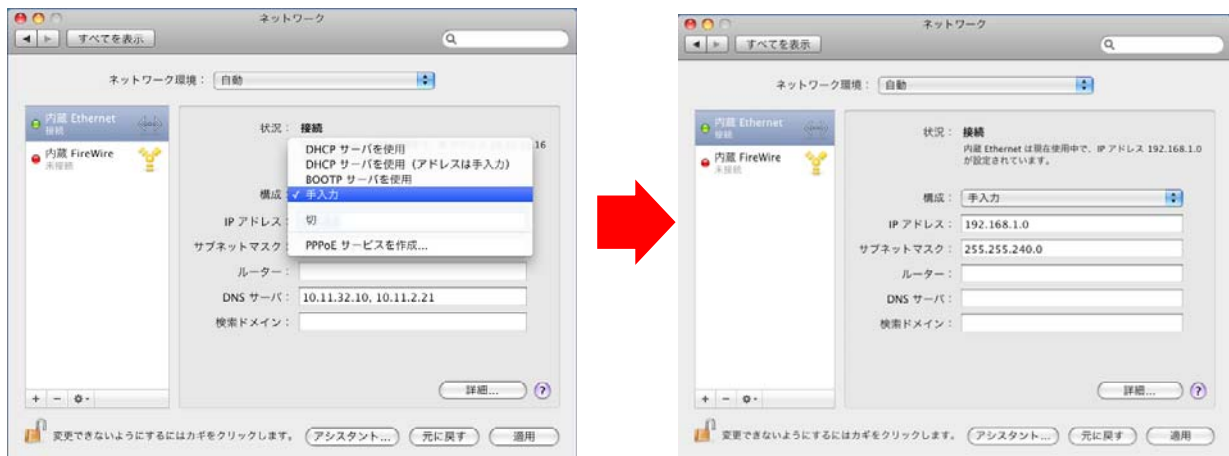 ネットワーク
すべてを表示
ネットワーク環境： 自動
内蔵 Ethernet
接続
内蔵 FireWire
未接続
状況： 接続
16
DHCP サーバを使用
DHCP サーバを使用（アドレスは手入力）
BOOTP サーバを使用
構成： ✓ 手入力
IP アドレス：
切
サブネットマスク：
PPPoE サービスを作成...
ルーター：
DNS サーバ： 10.11.32.10, 10.11.2.21
検索ドメイン：
詳細... ?
+ −
変更できないようにするにはカギをクリックします。 アシスタント... 元に戻す 適用
ネットワーク
すべてを表示
ネットワーク環境： 自動
内蔵 Ethernet
接続
内蔵 FireWire
未接続
状況： 接続
内蔵 Ethernet は現在使用中で、IP アドレス 192.168.1.0
が設定されています。
構成： 手入力
IP アドレス： 192.168.1.0
サブネットマスク： 255.255.240.0
ルーター：
DNS サーバ：
検索ドメイン：
詳細... ?
+ −
変更できないようにするにはカギをクリックします。 アシスタント... 元に戻す 適用